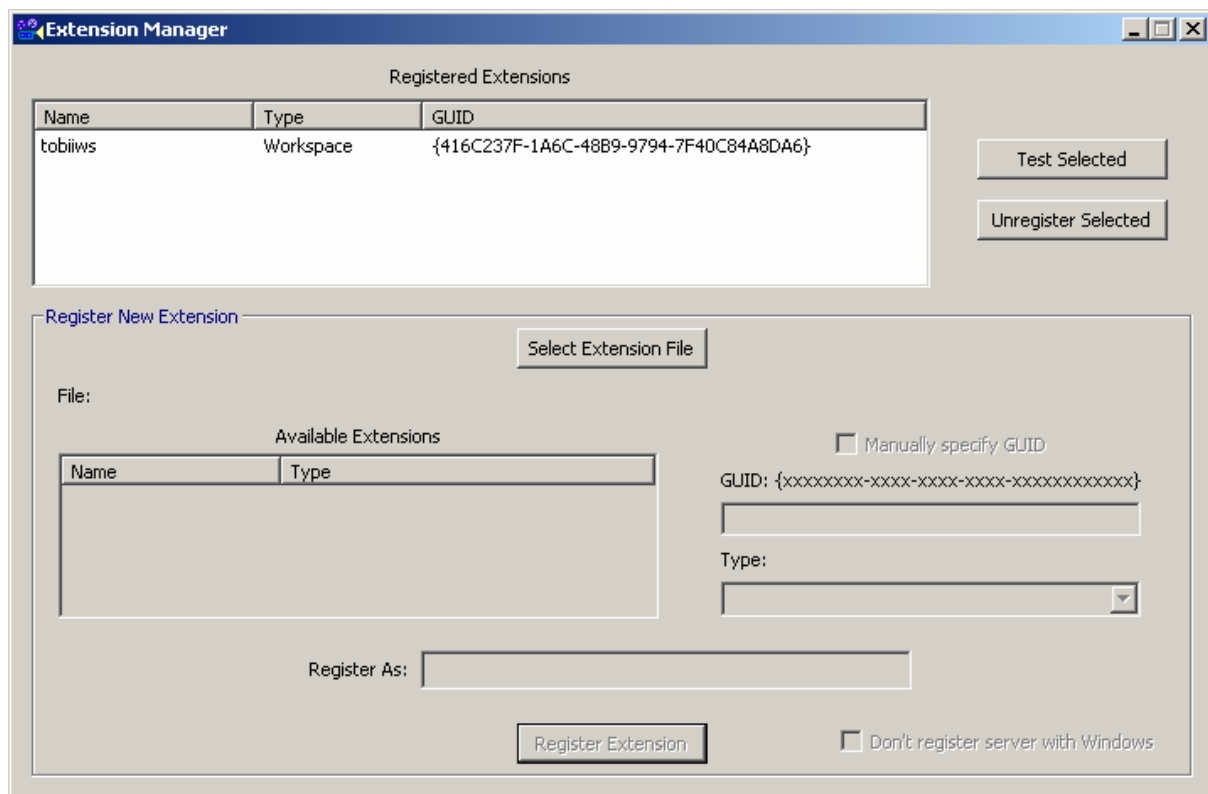 Extension Manager
Registered Extensions
Name Type GUID
tobiiws Workspace {416C237F-1A6C-48B9-9794-7F40C84A8DA6}
Test Selected
Unregister Selected
Register New Extension
Select Extension File
File:
Available Extensions
Name Type
Manually specify GUID
GUID: {xxxxxxxx-xxxx-xxxx-xxxx-xxxxxxxxxxxx}
Type:
Register As:
Register Extension
Don't register server with Windows